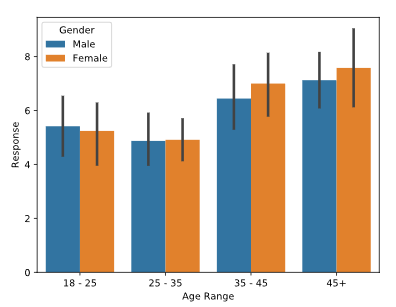 Gender
Male
Female
8
6
4
2
0
Response
18 - 25
25 - 35
35 - 45
45+
Age Range